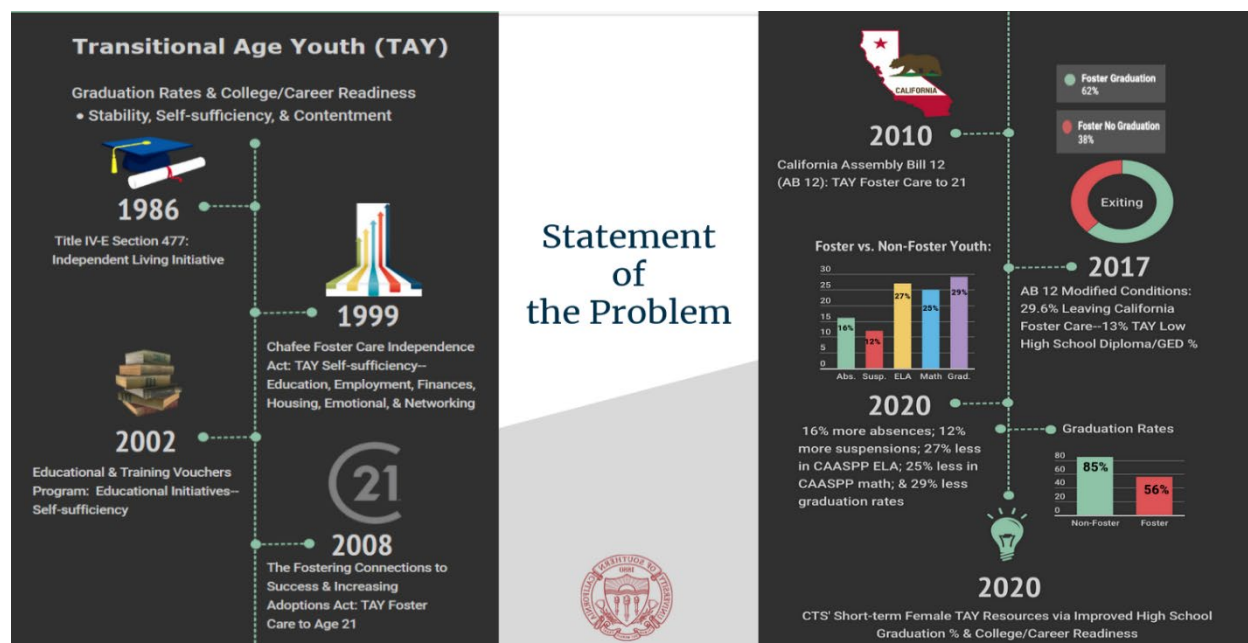 Transitional Age Youth (TAY)
Graduation Rates & College/Career Readiness
• Stability, Self-sufficiency, & Contentment
1986
Title IV-E Section 477:
Independent Living Initiative
1999
Chafee Foster Care Independence
Act: TAY Self-sufficiency--
Education, Employment, Finances,
Housing, Emotional, & Networking
2002
Educational & Training Vouchers
Program: Educational Initiatives--
Self-sufficiency
21
2008
The Fostering Connections to
Success & Increasing
Adoptions Act: TAY Foster
Care to Age 21
Statement
of
the Problem
CALIFORNIA
2010
California Assembly Bill 12
(AB 12): TAY Foster Care to 21
Foster Graduation
62%
Foster No Graduation
38%
Exiting
2017
AB 12 Modified Conditions:
29.6% Leaving California
Foster Care--13% TAY Low
High School Diploma/GED %
Foster vs. Non-Foster Youth:
30
25
20
15
10
5
0
16%
12%
27%
25%
29%
Abs. Susp. ELA Math Grad.
2020
16% more absences; 12%
more suspensions; 27% less
in CAASPP ELA; 25% less in
CAASPP math; & 29% less
graduation rates
Graduation Rates
80
60
40
20
0
85%
56%
Non-Foster Foster
2020
CTS' Short-term Female TAY Resources via Improved High School
Graduation % & College/Career Readiness